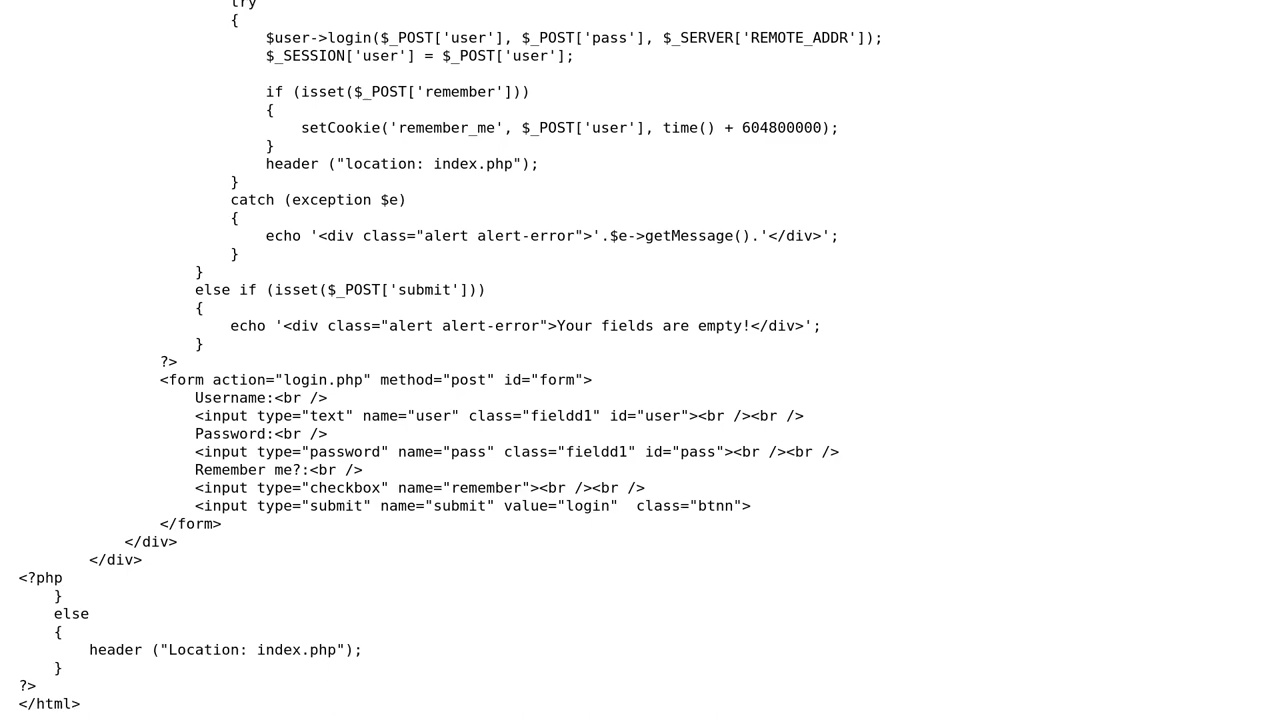 try
{
$user->login($_POST['user'], $_POST['pass'], $_SERVER['REMOTE_ADDR']);
$_SESSION['user'] = $_POST['user'];
if (isset($_POST['remember']))
{
setCookie('remember_me', $_POST['user'], time() + 604800000);
}
header ("location: index.php");
}
catch (exception $e)
{
echo '<div class="alert alert-error">'.$e->getMessage().'</div>';
}
}
else if (isset($_POST['submit']))
{
echo '<div class="alert alert-error">Your fields are empty!</div>';
}
?>
<form action="login.php" method="post" id="form">
Username:<br />
<input type="text" name="user" class="fieldd1" id="user"><br /><br />
Password:<br />
<input type="password" name="pass" class="fieldd1" id="pass"><br /><br />
Remember me?:<br />
<input type="checkbox" name="remember"><br /><br />
<input type="submit" name="submit" value="login"  class="btnn">
</form>
</div>
</div>
<?php
}
else
{
header ("Location: index.php");
}
?>
</html>